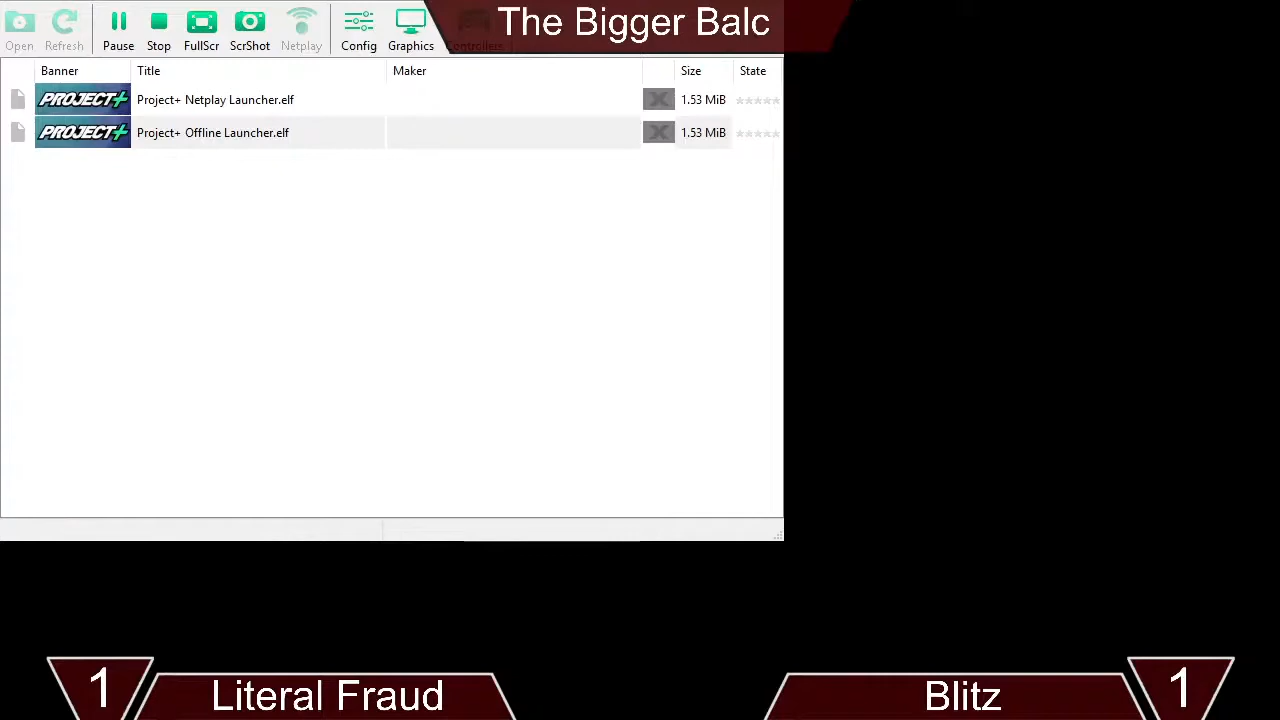 The Bigger Balc
Open Refresh Pause Stop FullScr ScrShot Netplay Config Graphics Controllers
Banner Title Maker Size State
PROJECT+ Project+ Netplay Launcher.elf X 1.53 MiB
PROJECT+ Project+ Offline Launcher.elf X 1.53 MiB
1 Literal Fraud Blitz 1